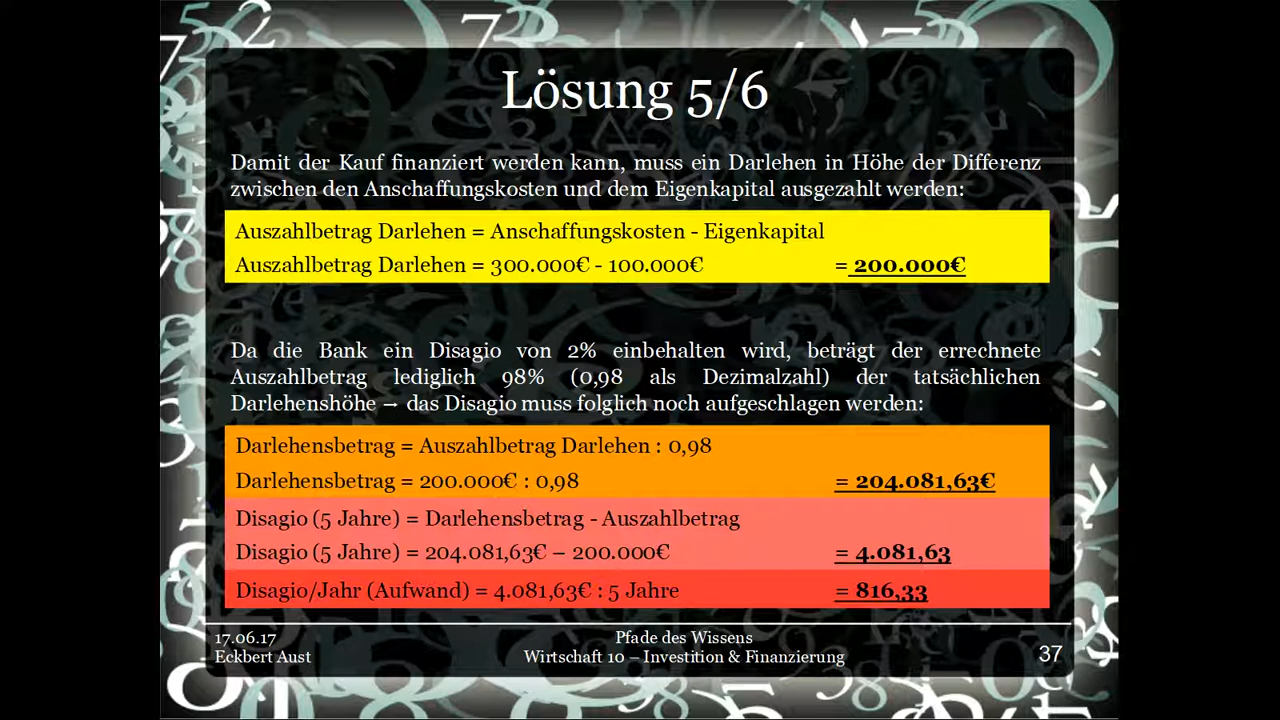 Lösung 5/6
Damit der Kauf finanziert werden kann, muss ein Darlehen in Höhe der Differenz
zwischen den Anschaffungskosten und dem Eigenkapital ausgezahlt werden:
Auszahlbetrag Darlehen = Anschaffungskosten - Eigenkapital
Auszahlbetrag Darlehen = 300.000€ - 100.000€ = 200.000€
Da die Bank ein Disagio von 2% einbehalten wird, beträgt der errechnete
Auszahlbetrag lediglich 98% (0,98 als Dezimalzahl) der tatsächlichen
Darlehenshöhe → das Disagio muss folglich noch aufgeschlagen werden:
Darlehensbetrag = Auszahlbetrag Darlehen : 0,98
Darlehensbetrag = 200.000€ : 0,98 = 204.081,63€
Disagio (5 Jahre) = Darlehensbetrag - Auszahlbetrag
Disagio (5 Jahre) = 204.081,63€ – 200.000€ = 4.081,63
Disagio/Jahr (Aufwand) = 4.081,63€ : 5 Jahre = 816,33
17.06.17 Pfade des Wissens
Eckbert Aust Wirtschaft 10 – Investition & Finanzierung 37